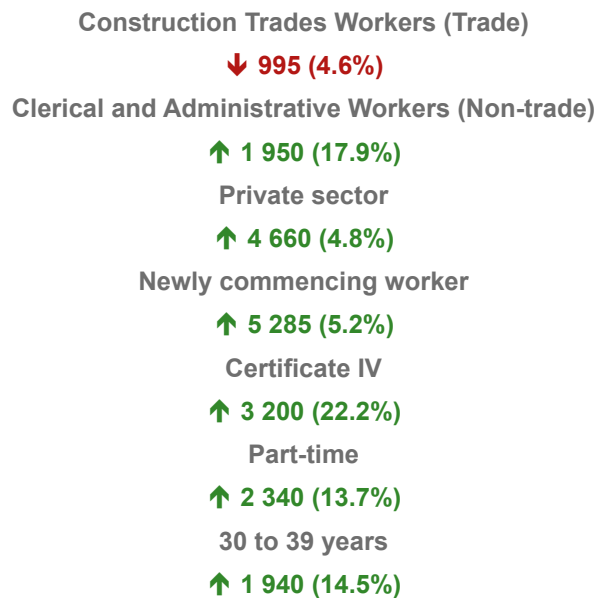 Construction Trades Workers (Trade)
↓ 995 (4.6%)
Clerical and Administrative Workers (Non-trade)
↑ 1 950 (17.9%)
Private sector
↑ 4 660 (4.8%)
Newly commencing worker
↑ 5 285 (5.2%)
Certificate IV
↑ 3 200 (22.2%)
Part-time
↑ 2 340 (13.7%)
30 to 39 years
↑ 1 940 (14.5%)